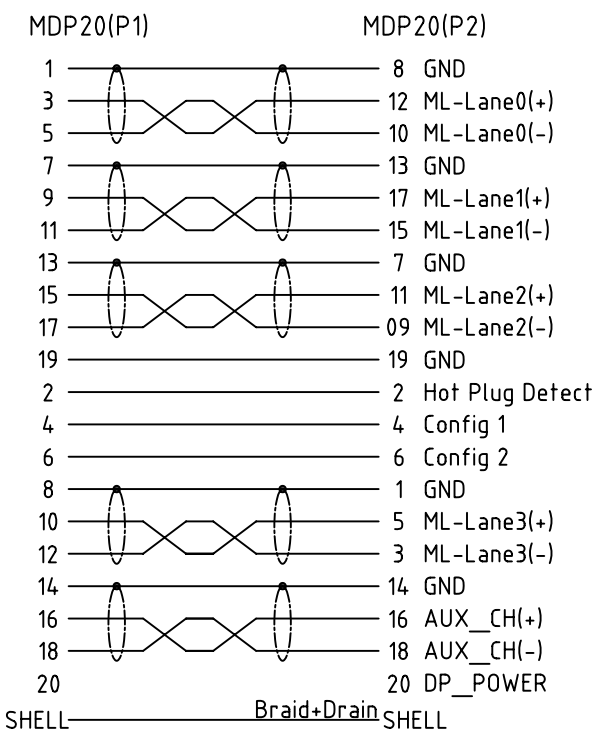 MDP20(P1) MDP20(P2)
1 8 GND
3 12 ML-Lane0(+)
5 10 ML-Lane0(-)
7 13 GND
9 17 ML-Lane1(+)
11 15 ML-Lane1(-)
13 7 GND
15 11 ML-Lane2(+)
17 09 ML-Lane2(-)
19 19 GND
2 2 Hot Plug Detect
4 4 Config 1
6 6 Config 2
8 1 GND
10 5 ML-Lane3(+)
12 3 ML-Lane3(-)
14 14 GND
16 16 AUX_CH(+)
18 18 AUX_CH(-)
20 20 DP_POWER
SHELL Braid+Drain SHELL